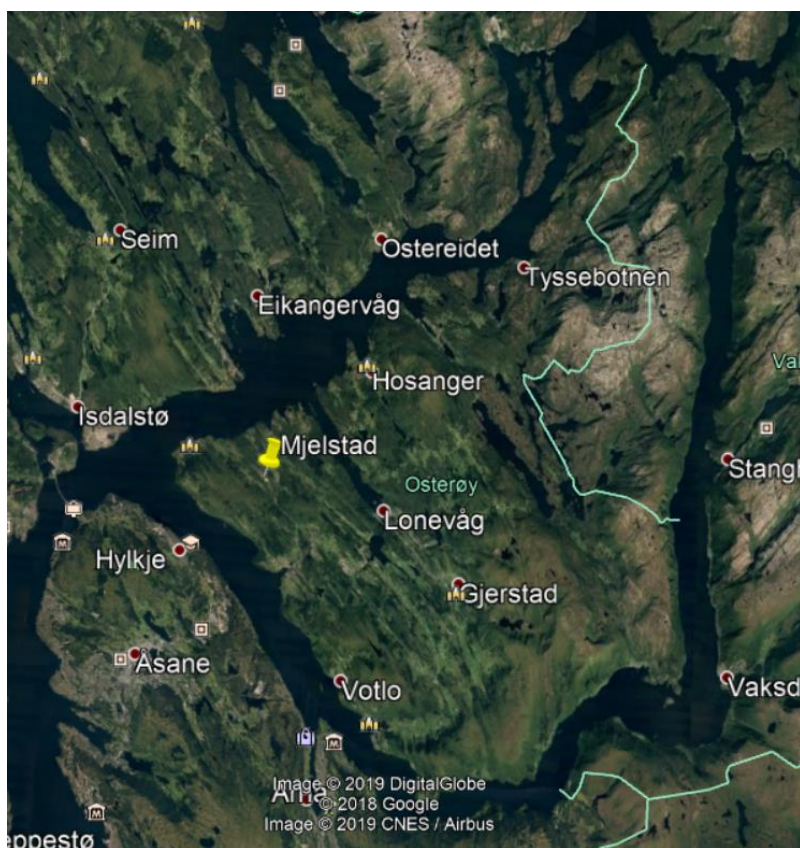 Seim
Ostereidet
Tyssebotnen
Eikangervåg
Hosanger
Isdalstø
Mjelstad
Osterøy
Lonevåg
Hylkje
Gjerstad
Åsane
Votlo
Image © 2019 DigitalGlobe
© 2018 Google
Image © 2019 CNES / Airbus